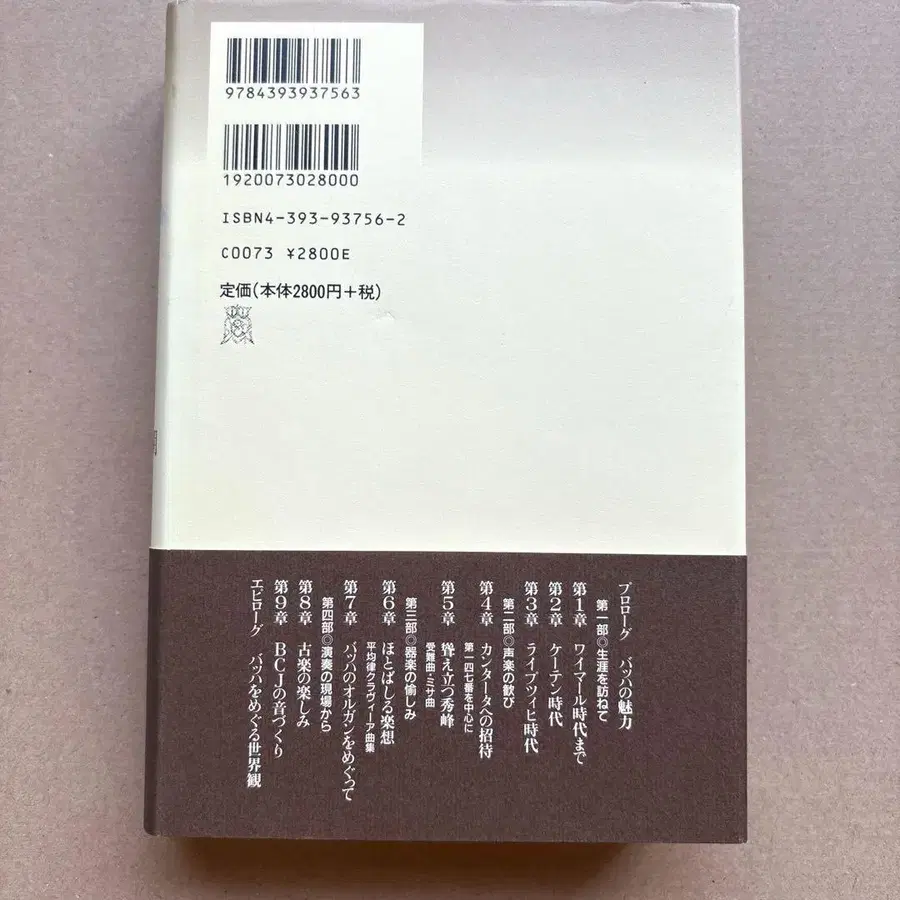 9784393937563
1920073028000
ISBN4-393-93756-2
C0073 ¥2800E
定価(本体2800円+税)
プロローグ バッハの魅力
第一部◎生涯を訪ねて
第1章 ワイマール時代まで
第2章 ケーテン時代
第3章 ライプツィヒ時代
第二部◎声楽の歓び
第4章 カンタータへの招待
第一四七番を中心に
第5章 聳え立つ秀峰
受難曲・ミサ曲
第三部◎器楽の愉しみ
第6章 ほとばしる楽想
平均律クラヴィーア曲集
第7章 バッハのオルガンをめぐって
第四部◎演奏の現場から
第8章 古楽の楽しみ
第9章 BCJの音づくり
エピローグ バッハをめぐる世界観